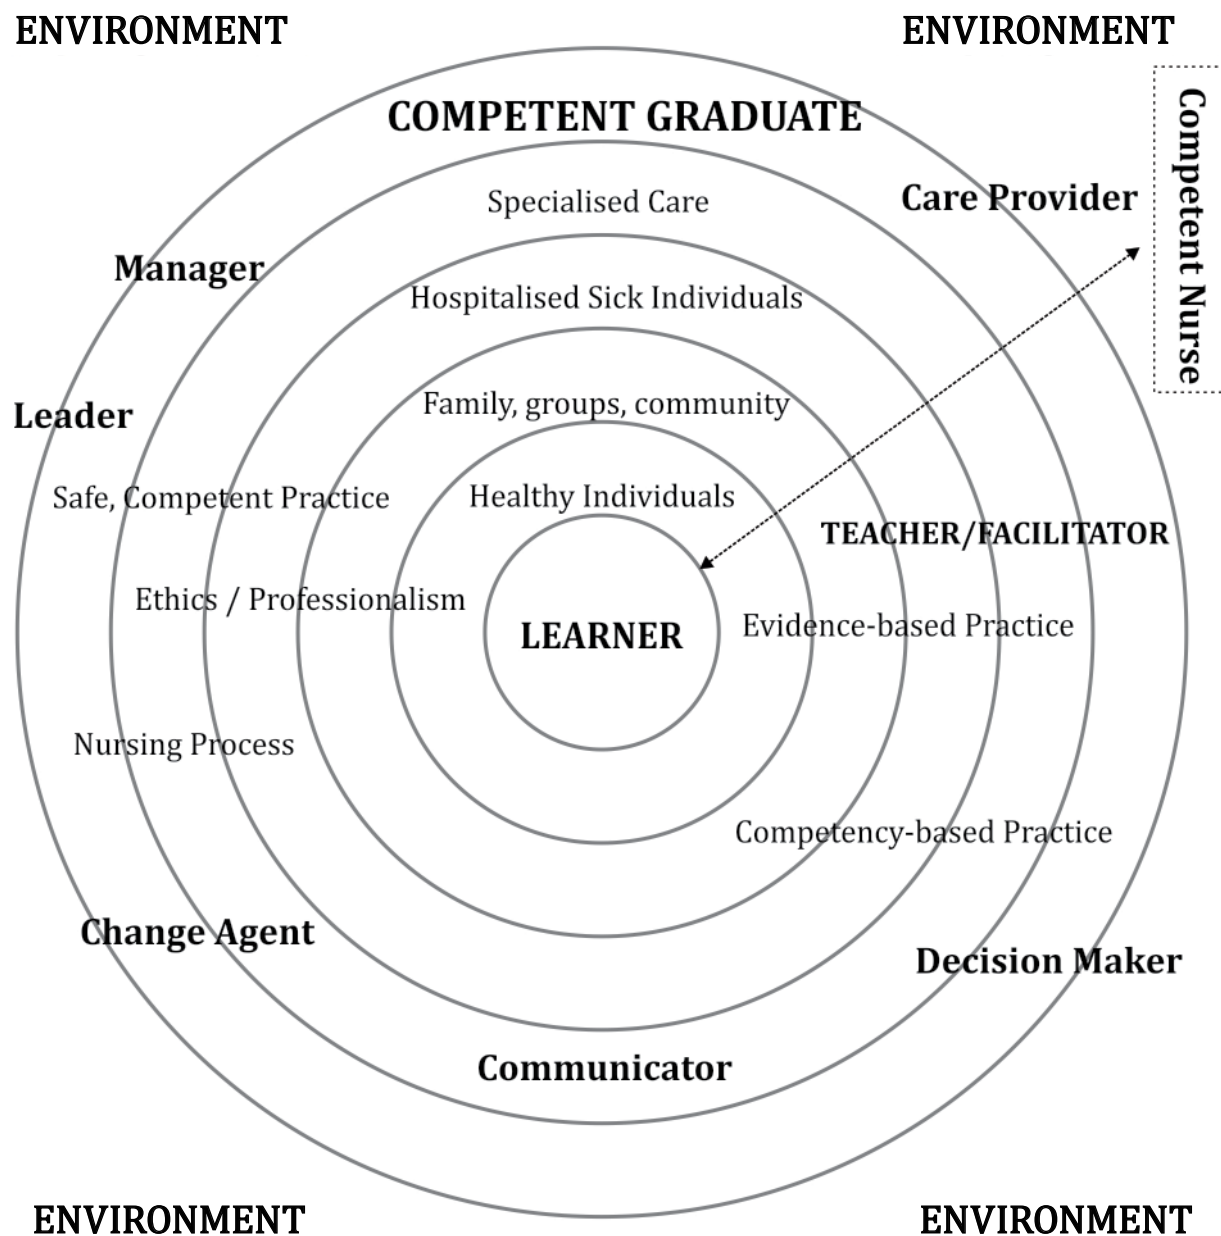 ENVIRONMENT
ENVIRONMENT
COMPETENT GRADUATE
Competent Nurse
Specialised Care
Care Provider
Manager
Hospitalised Sick Individuals
Family, groups, community
Leader
Healthy Individuals
Safe, Competent Practice
TEACHER/FACILITATOR
Ethics / Professionalism
LEARNER
Evidence-based Practice
Nursing Process
Competency-based Practice
Change Agent
Decision Maker
Communicator
ENVIRONMENT
ENVIRONMENT